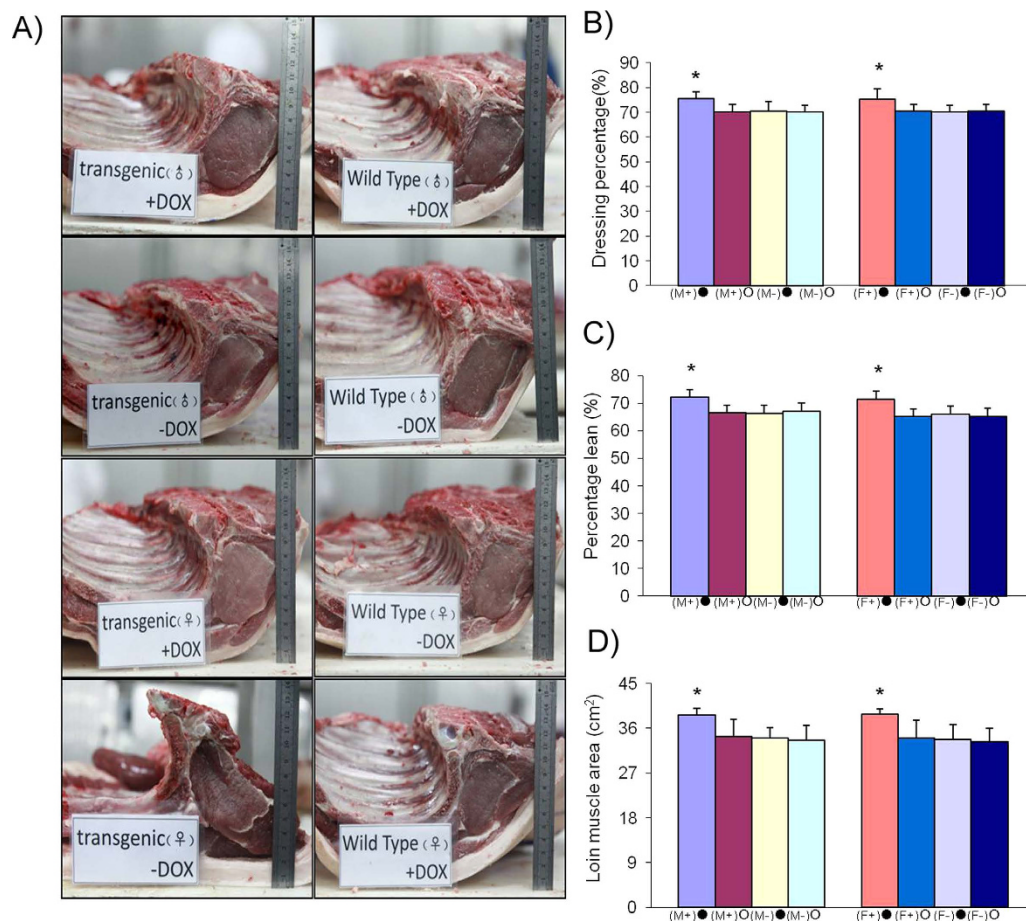 A)
transgenic(♂)
+DOX
Wild Type(♂)
+DOX
transgenic(♂)
-DOX
Wild Type(♂)
-DOX
transgenic(♀)
+DOX
Wild Type(♀)
-DOX
transgenic(♀)
-DOX
Wild Type(♀)
+DOX
B)
Dressing percentage(%)
90
80
70
60
50
40
30
20
10
0
* *
(M+)● (M+)○ (M-)● (M-)○ (F+)● (F+)○ (F-)● (F-)○
C)
Percentage lean (%)
80
70
60
50
40
30
20
10
0
* *
(M+)● (M+)○ (M-)● (M-)○ (F+)● (F+)○ (F-)● (F-)○
D)
Loin muscle area (cm²)
45
36
27
18
9
0
* *
(M+)● (M+)○ (M-)● (M-)○ (F+)● (F+)○ (F-)● (F-)○